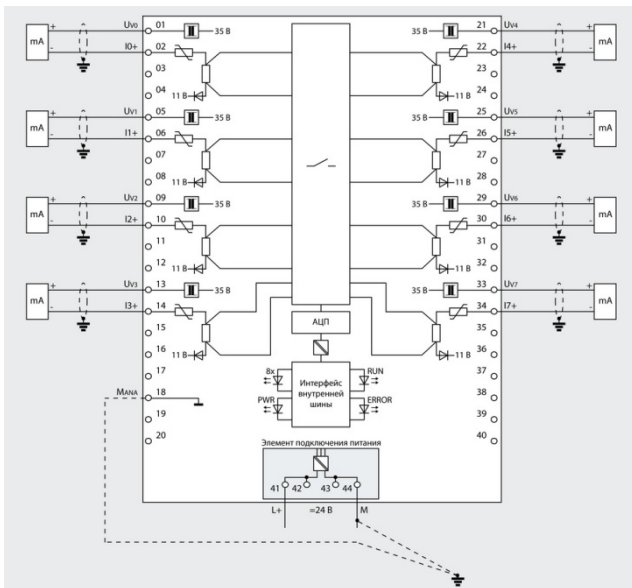 + Uv0 01 35 В 35 В 21 Uv4 +
mA mA
- I0+ 02 22 I4+ -
03 23
04 11 В 11 В 24
+ Uv1 05 35 В 35 В 25 Uv5 +
mA mA
- I1+ 06 26 I5+ -
07 27
08 11 В 11 В 28
+ Uv2 09 35 В 35 В 29 Uv6 +
mA mA
- I2+ 10 30 I6+ -
11 31
12 11 В 11 В 32
+ Uv3 13 35 В 35 В 33 Uv7 +
mA mA
- I3+ 14 34 I7+ -
15 АЦП 35
16 11 В 11 В 36
17 37
8x RUN
Интерфейс
внутренней
шины
MANA 18 38
PWR ERROR
19 39
20 40
Элемент подключения питания
41 42 43 44
L+ =24 В M